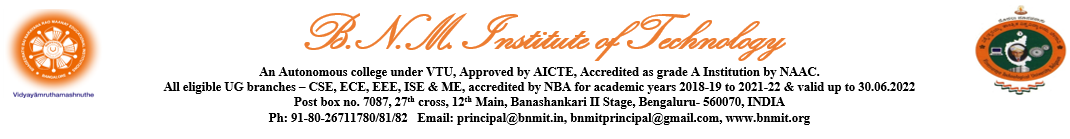 B.N.M. Institute of Technology
An Autonomous college under VTU, Approved by AICTE, Accredited as grade A Institution by NAAC.
All eligible UG branches – CSE, ECE, EEE, ISE & ME, accredited by NBA for academic years 2018-19 to 2021-22 & valid up to 30.06.2022
Post box no. 7087, 27th cross, 12th Main, Banashankari II Stage, Bengaluru- 560070, INDIA
Ph: 91-80-26711780/81/82 Email: principal@bnmit.in, bnmitprincipal@gmail.com, www.bnmit.org
Vidyayāmruthamashnuthe